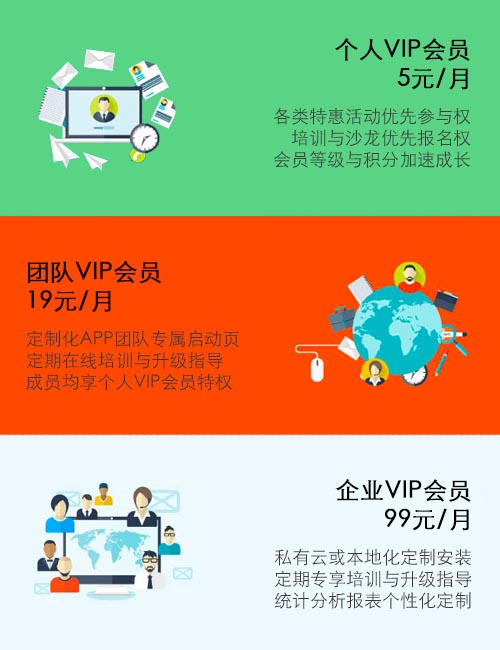 个人VIP会员
5元/月
各类特惠活动优先参与权
培训与沙龙优先报名权
会员等级与积分加速成长
团队VIP会员
19元/月
定制化APP团队专属启动页
定期在线培训与升级指导
成员均享个人VIP会员特权
企业VIP会员
99元/月
私有云或本地化定制安装
定期专享培训与升级指导
统计分析报表个性化定制